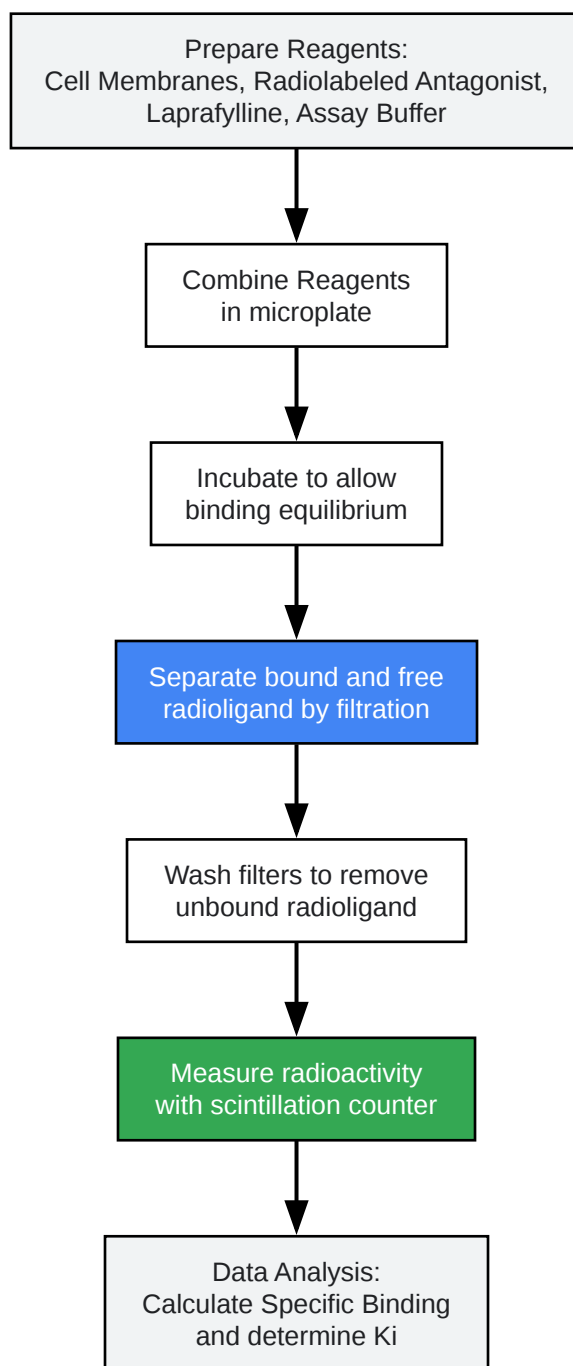 Prepare Reagents:
Cell Membranes, Radiolabeled Antagonist,
Laprafylline, Assay Buffer
Combine Reagents
in microplate
Incubate to allow
binding equilibrium
Separate bound and free
radioligand by filtration
Wash filters to remove
unbound radioligand
Measure radioactivity
with scintillation counter
Data Analysis:
Calculate Specific Binding
and determine Ki